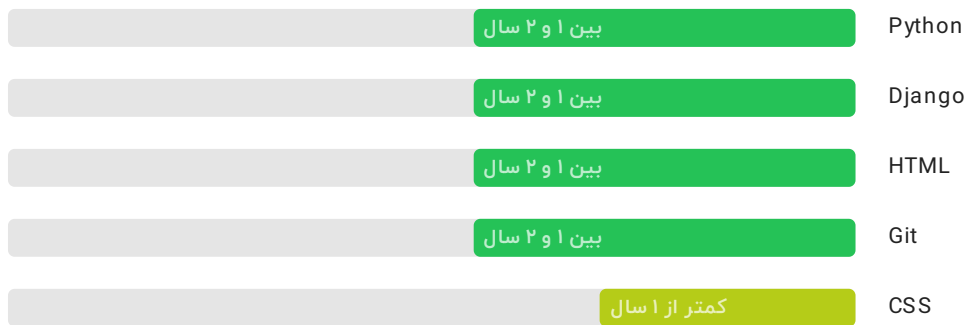 Python بین ۱ و ۲ سال
Django بین ۱ و ۲ سال
HTML بین ۱ و ۲ سال
Git بین ۱ و ۲ سال
CSS کمتر از ۱ سال